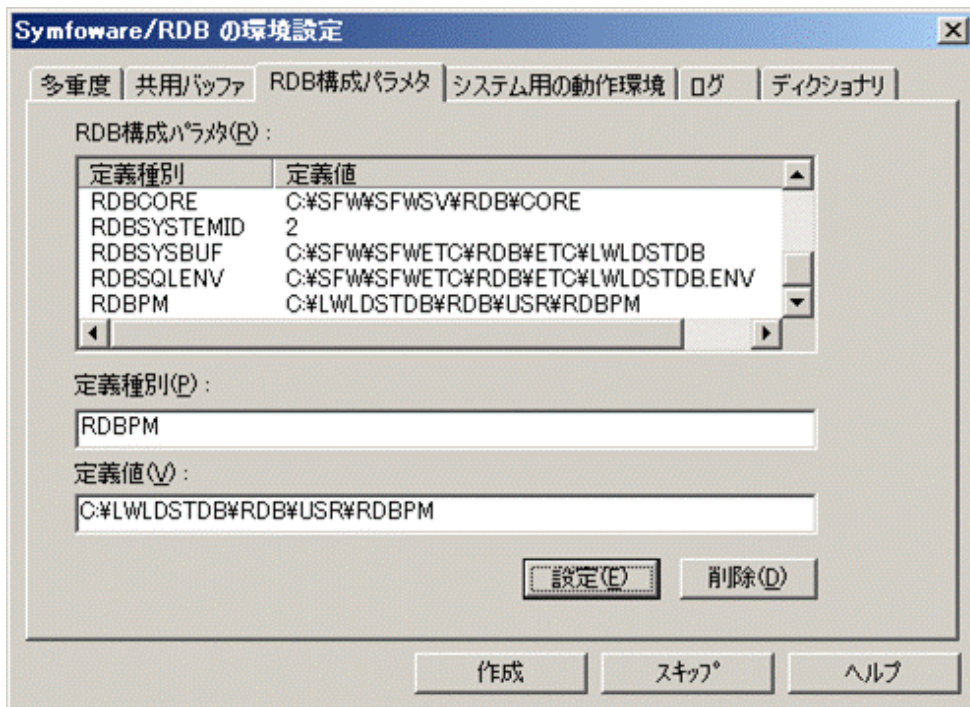 Symfoware/RDB の環境設定
多重度 共用バッファ RDB構成パラメタ システム用の動作環境 ログ ディクショナリ
RDB構成パラメタ(R):
定義種別 定義値
RDBCORE C:¥SFW¥SFWSV¥RDB¥CORE
RDBSYSTEMID 2
RDBSYSBUF C:¥SFW¥SFWETC¥RDB¥ETC¥LWLDSTDB
RDBSQLENV C:¥SFW¥SFWETC¥RDB¥ETC¥LWLDSTDB.ENV
RDBPM C:¥LWLDSTDB¥RDB¥USR¥RDBPM
定義種別(P):
RDBPM
定義値(V):
C:¥LWLDSTDB¥RDB¥USR¥RDBPM
設定(E) 削除(D)
作成 スキップ ヘルプ